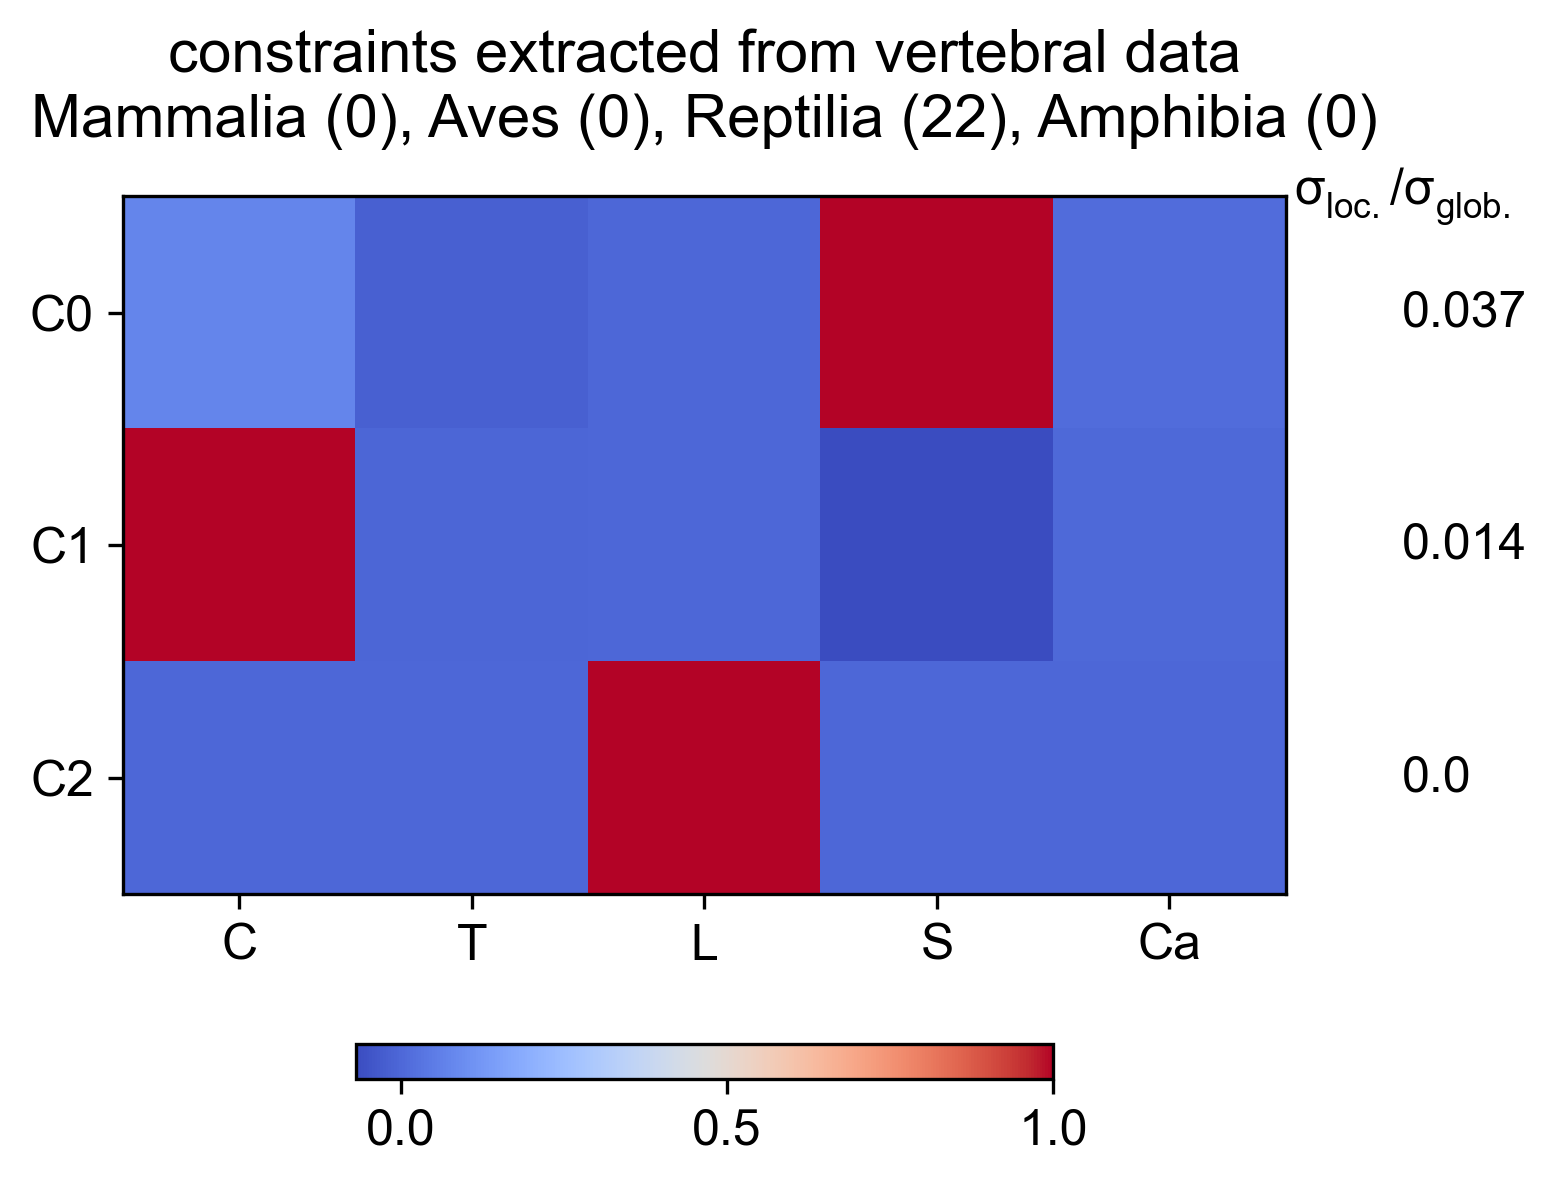 constraints extracted from vertebral data
Mammalia (0), Aves (0), Reptilia (22), Amphibia (0)
σloc. /σglob.
C0 0.037
C1 0.014
C2 0.0
C T L S Ca
0.0 0.5 1.0